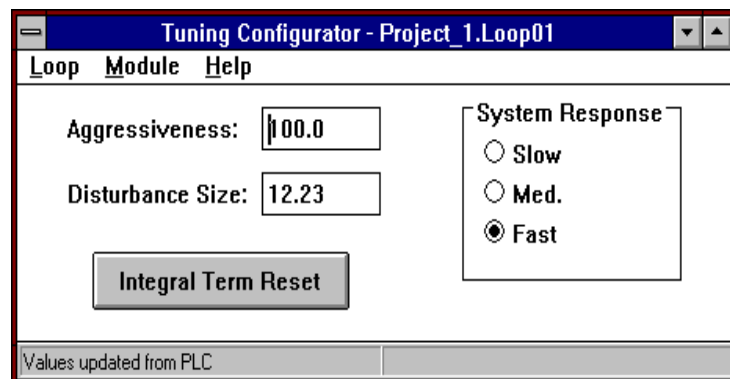 Tuning Configurator - Project_1.Loop01
Loop Module Help
Aggressiveness: 100.0
Disturbance Size: 12.23
Integral Term Reset
System Response
Slow
Med.
Fast
Values updated from PLC